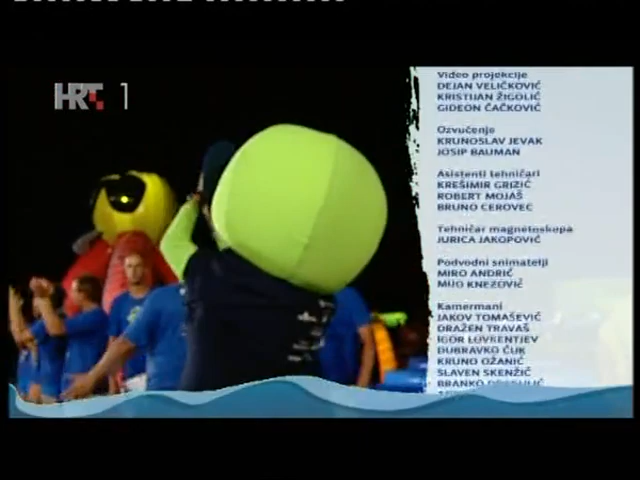 HRT 1
Video projekcije
DEJAN VELIČKOVIĆ
KRISTIJAN ŽIGOLIĆ
GIDEON ČAČKOVIĆ
Ozvučenje
KRUNOSLAV JEVAK
JOSIP BAUMAN
Asistenti tehničari
KREŠIMIR GRIZIĆ
ROBERT MOJAŠ
BRUNO CEROVEC
Tehničar magnetoskopa
JURICA JAKOPOVIĆ
Podvodni snimatelji
MIRO ANDRIĆ
MIJO KNEZOVIĆ
Kamermani
JAKOV TOMAŠEVIĆ
DRAŽEN TRAVAŠ
IGOR LOVRENTJEV
DUBRAVKO ČUK
KRUNO OŽANIĆ
SLAVEN SKENŽIĆ
BRANKO